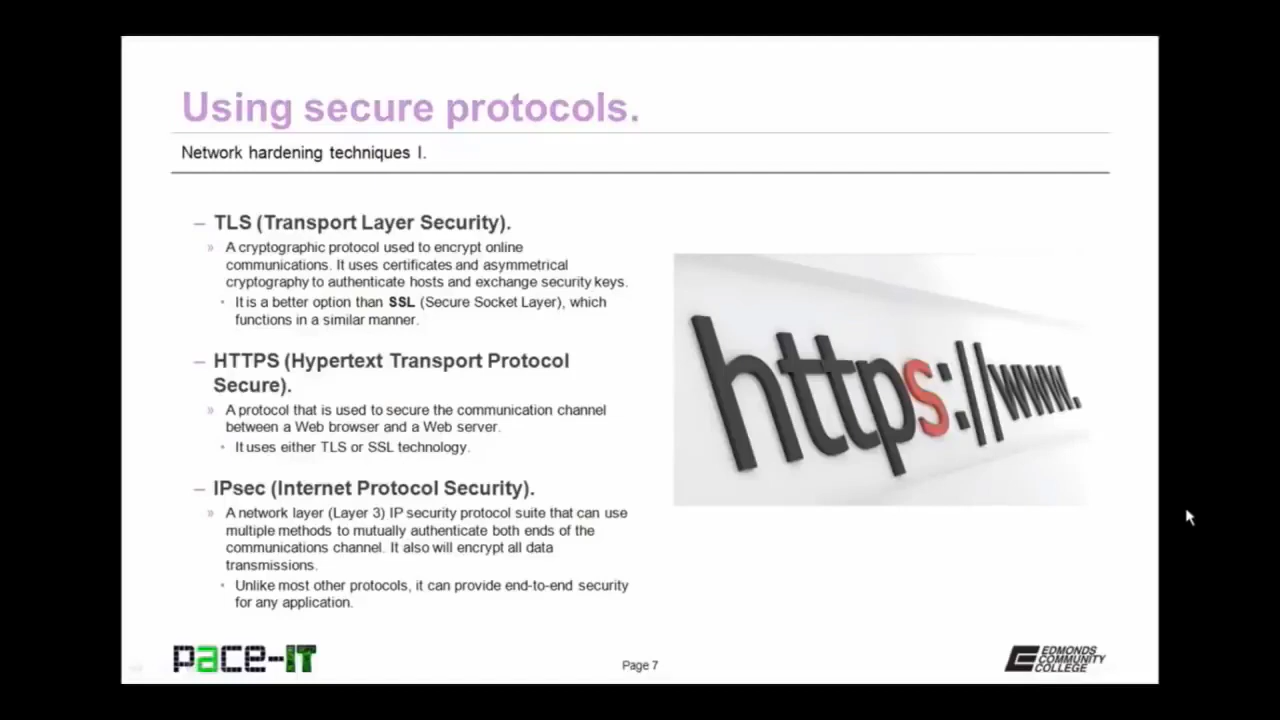 Using secure protocols.
Network hardening techniques I.
– TLS (Transport Layer Security).
» A cryptographic protocol used to encrypt online
communications. It uses certificates and asymmetrical
cryptography to authenticate hosts and exchange security keys.
• It is a better option than SSL (Secure Socket Layer), which
functions in a similar manner.
– HTTPS (Hypertext Transport Protocol
Secure).
» A protocol that is used to secure the communication channel
between a Web browser and a Web server.
• It uses either TLS or SSL technology.
– IPsec (Internet Protocol Security).
» A network layer (Layer 3) IP security protocol suite that can use
multiple methods to mutually authenticate both ends of the
communications channel. It also will encrypt all data
transmissions.
• Unlike most other protocols, it can provide end-to-end security
for any application.
https://www.
pace-IT
Page 7
EDMONDS
COMMUNITY
COLLEGE